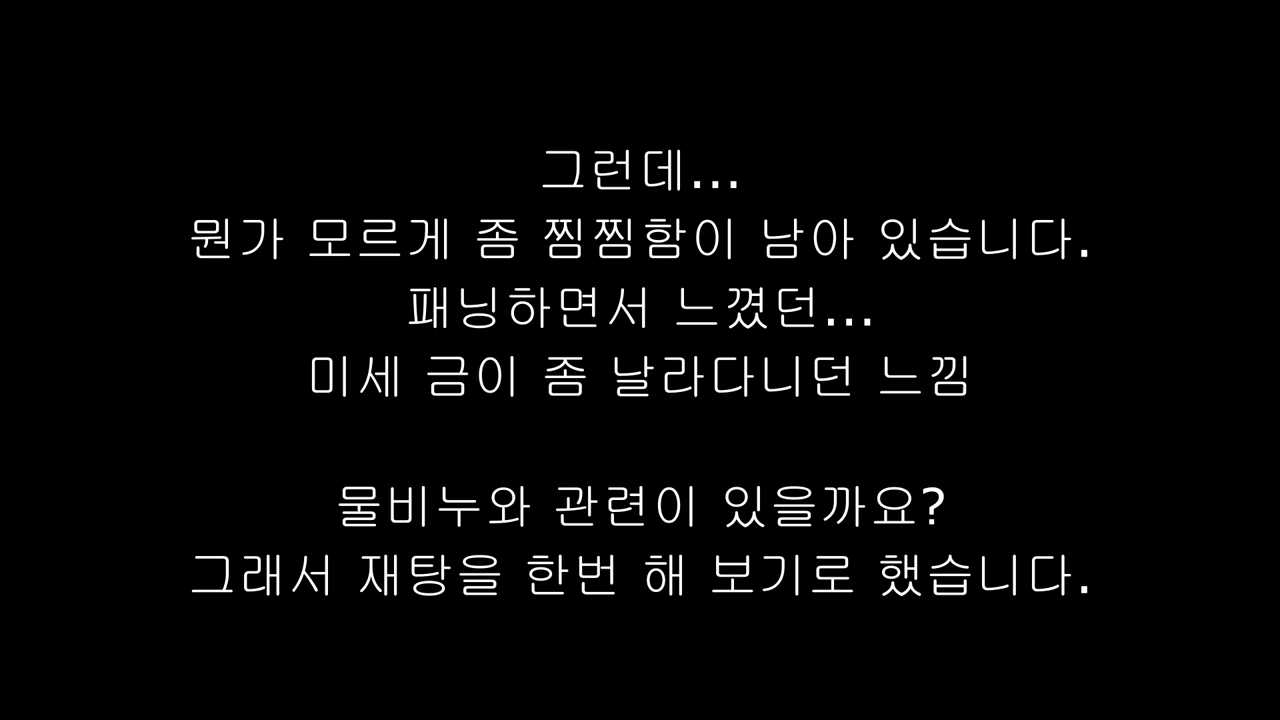 그런데...
뭔가 모르게 좀 찜찜함이 남아 있습니다.
패닝하면서 느꼈던...
미세 금이 좀 날라다니던 느낌
물비누와 관련이 있을까요?
그래서 재탕을 한번 해 보기로 했습니다.